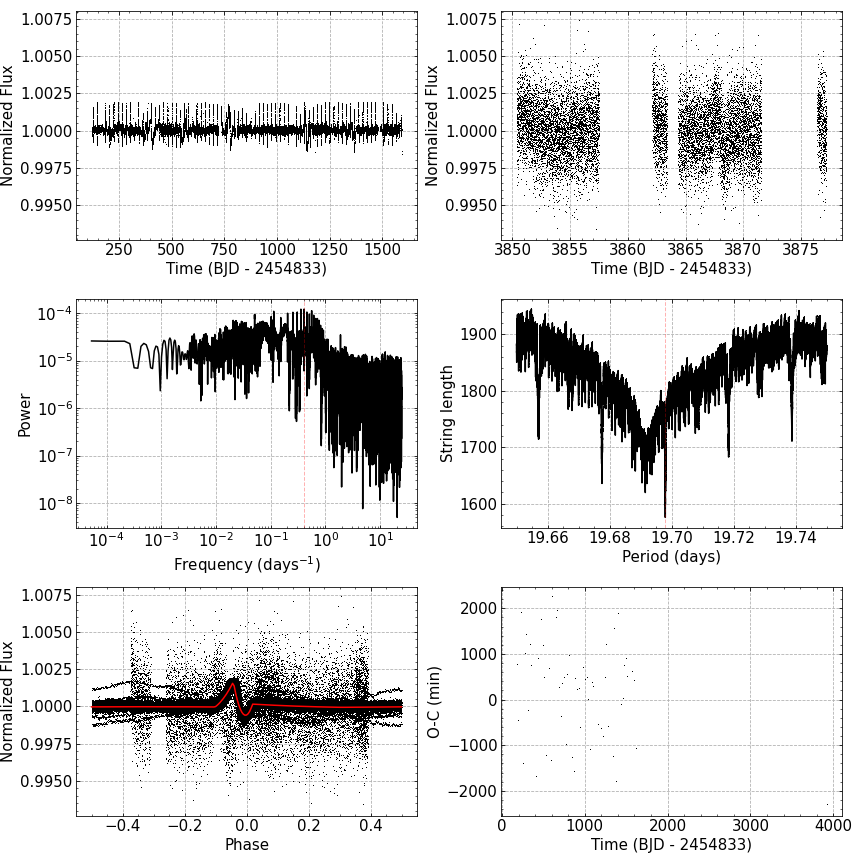 1.0075
1.0050
1.0025
1.0000
0.9975
0.9950
Normalized Flux
250 500 750 1000 1250 1500
Time (BJD - 2454833)
1.0075
1.0050
1.0025
1.0000
0.9975
0.9950
Normalized Flux
3850 3855 3860 3865 3870 3875
Time (BJD - 2454833)
10⁻⁴
10⁻⁵
10⁻⁶
10⁻⁷
10⁻⁸
Power
10⁻⁴ 10⁻³ 10⁻² 10⁻¹ 10⁰ 10¹
Frequency (days⁻¹)
1900
1800
1700
1600
String length
19.66 19.68 19.70 19.72 19.74
Period (days)
1.0075
1.0050
1.0025
1.0000
0.9975
0.9950
Normalized Flux
−0.4 −0.2 0.0 0.2 0.4
Phase
2000
1000
0
−1000
−2000
O-C (min)
0 1000 2000 3000 4000
Time (BJD - 2454833)